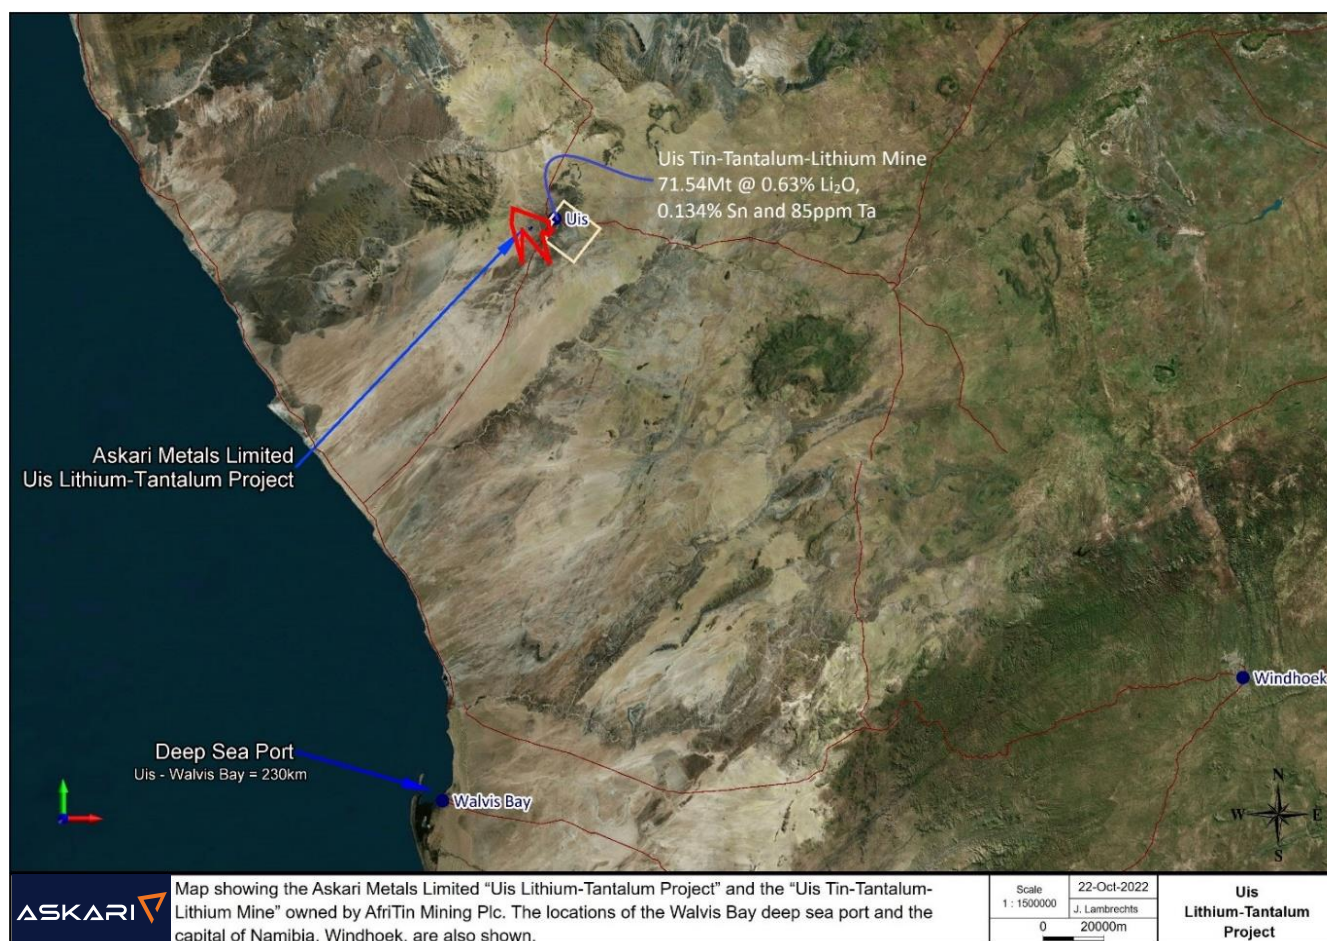 Uis Tin-Tantalum-Lithium Mine
71.54Mt @ 0.63% Li₂O,
0.134% Sn and 85ppm Ta
Uis
Askari Metals Limited
Uis Lithium-Tantalum Project
Windhoek
Deep Sea Port
Uis - Walvis Bay = 230km
Walvis Bay
N
W E
S
ASKARI
Map showing the Askari Metals Limited “Uis Lithium-Tantalum Project” and the “Uis Tin-Tantalum-
Lithium Mine” owned by AfriTin Mining Plc. The locations of the Walvis Bay deep sea port and the
capital of Namibia, Windhoek, are also shown.
Scale
1 : 1500000
22-Oct-2022
J. Lambrechts
0 20000m
Uis
Lithium-Tantalum
Project